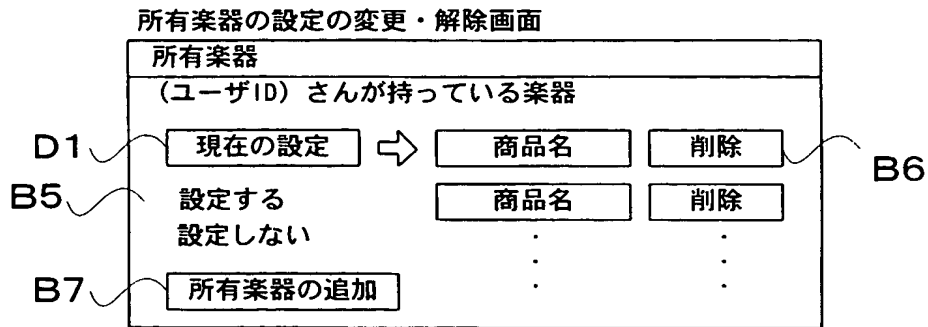 所有楽器の設定の変更・解除画面
所有楽器
(ユーザID) さんが持っている楽器
D1 現在の設定 ⇨ 商品名 削除 B6
B5 設定する 商品名 削除
設定しない ・ ・
・ ・
B7 所有楽器の追加 ・ ・